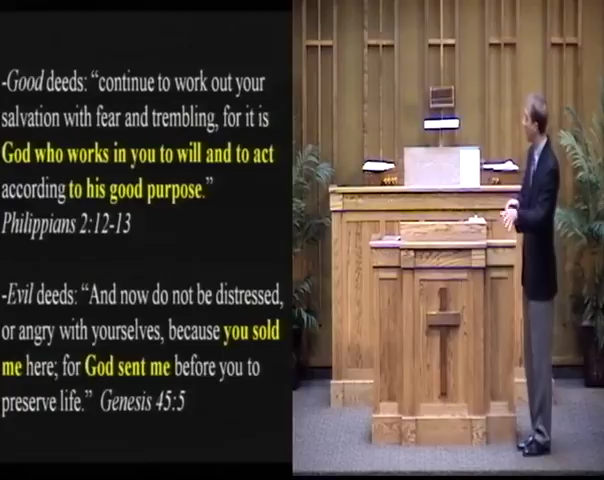 -Good deeds: “continue to work out your
salvation with fear and trembling, for it is
God who works in you to will and to act
according to his good purpose.”
Philippians 2:12-13
-Evil deeds: “And now do not be distressed,
or angry with yourselves, because you sold
me here; for God sent me before you to
preserve life.” Genesis 45:5